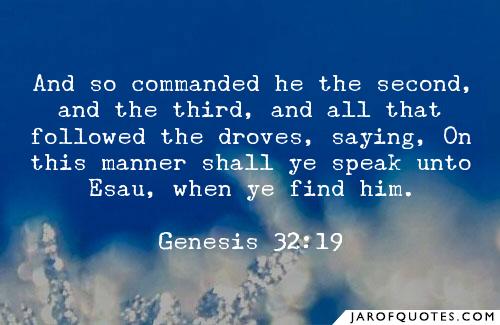 And so commanded he the second,
and the third, and all that
followed the droves, saying, On
this manner shall ye speak unto
Esau, when ye find him.
Genesis 32:19
JAROFQUOTES.COM